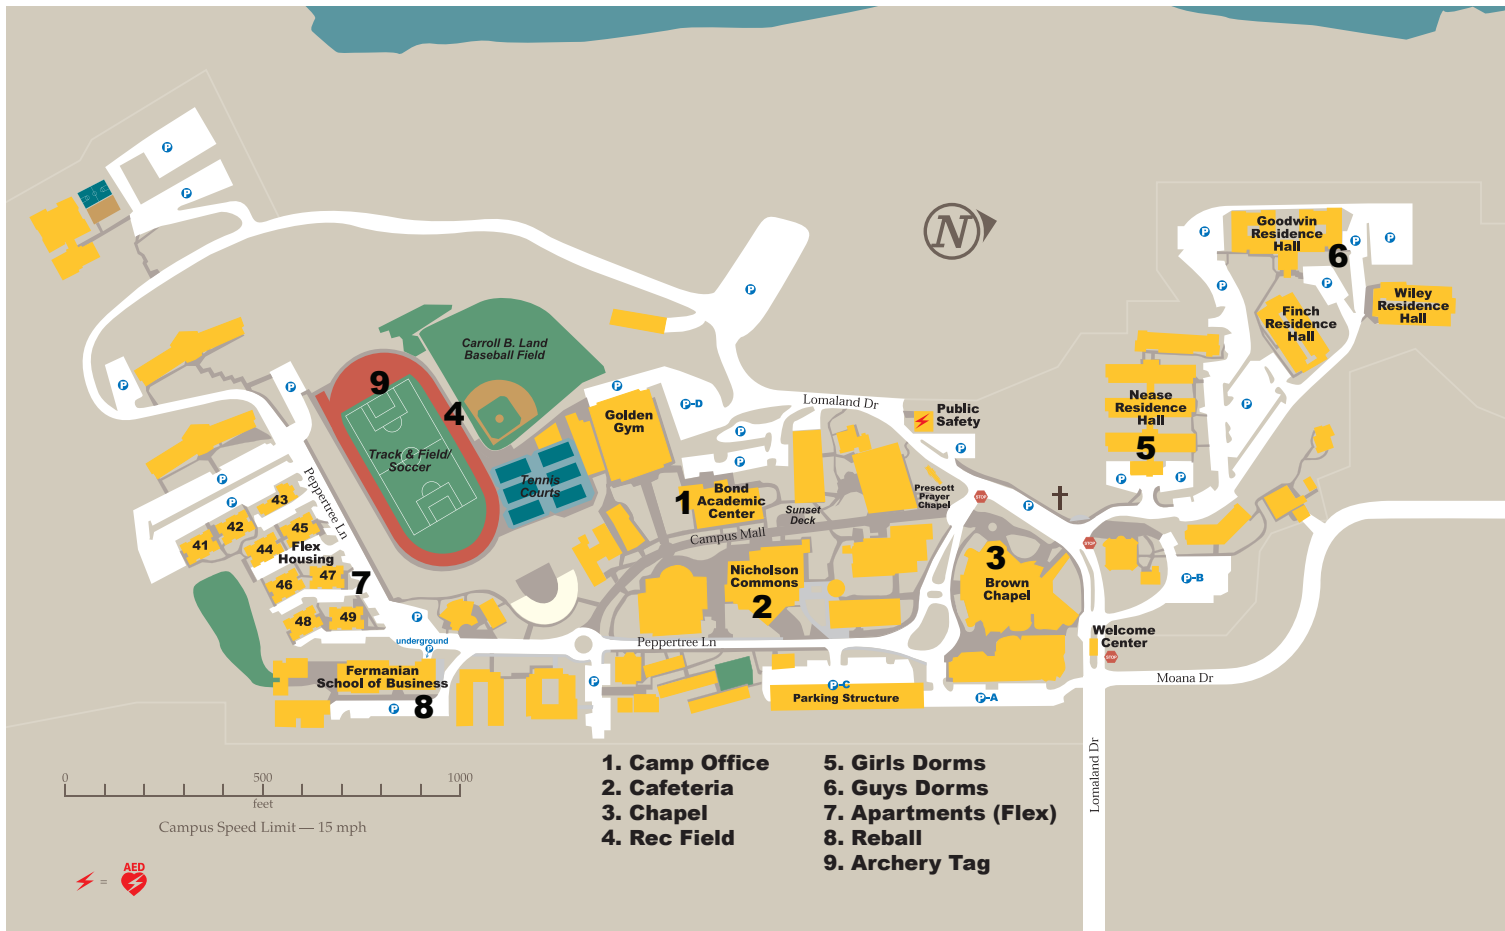 P
P
N
P
P
Goodwin
Residence
Hall
P
P
6
P
P
P
Wiley
Residence
Hall
Finch
Residence
Hall
Carroll B. Land
Baseball Field
9
4
P
P
P
P-D
Golden
Gym
Lomaland Dr
Public
Safety
Nease
Residence
Hall
5
P
P
P
P
P
P
Track & Field/
Soccer
Tennis
Courts
Peppertree Ln
P
P
1
Bond
Academic
Center
Sunset
Deck
Prescott
Prayer
Chapel
STOP
P
STOP
Campus Mall
43
42
41
45
44
Flex
Housing
47
46
7
48
49
Nicholson
Commons
2
3
Brown
Chapel
P-B
P
underground
P
Peppertree Ln
Welcome
Center
STOP
Moana Dr
Fermanian
School of Business
8
P
P
P-C
Parking Structure
P-A
Lomaland Dr
0 500 1000
feet
Campus Speed Limit — 15 mph
=
AED
1. Camp Office
2. Cafeteria
3. Chapel
4. Rec Field
5. Girls Dorms
6. Guys Dorms
7. Apartments (Flex)
8. Reball
9. Archery Tag